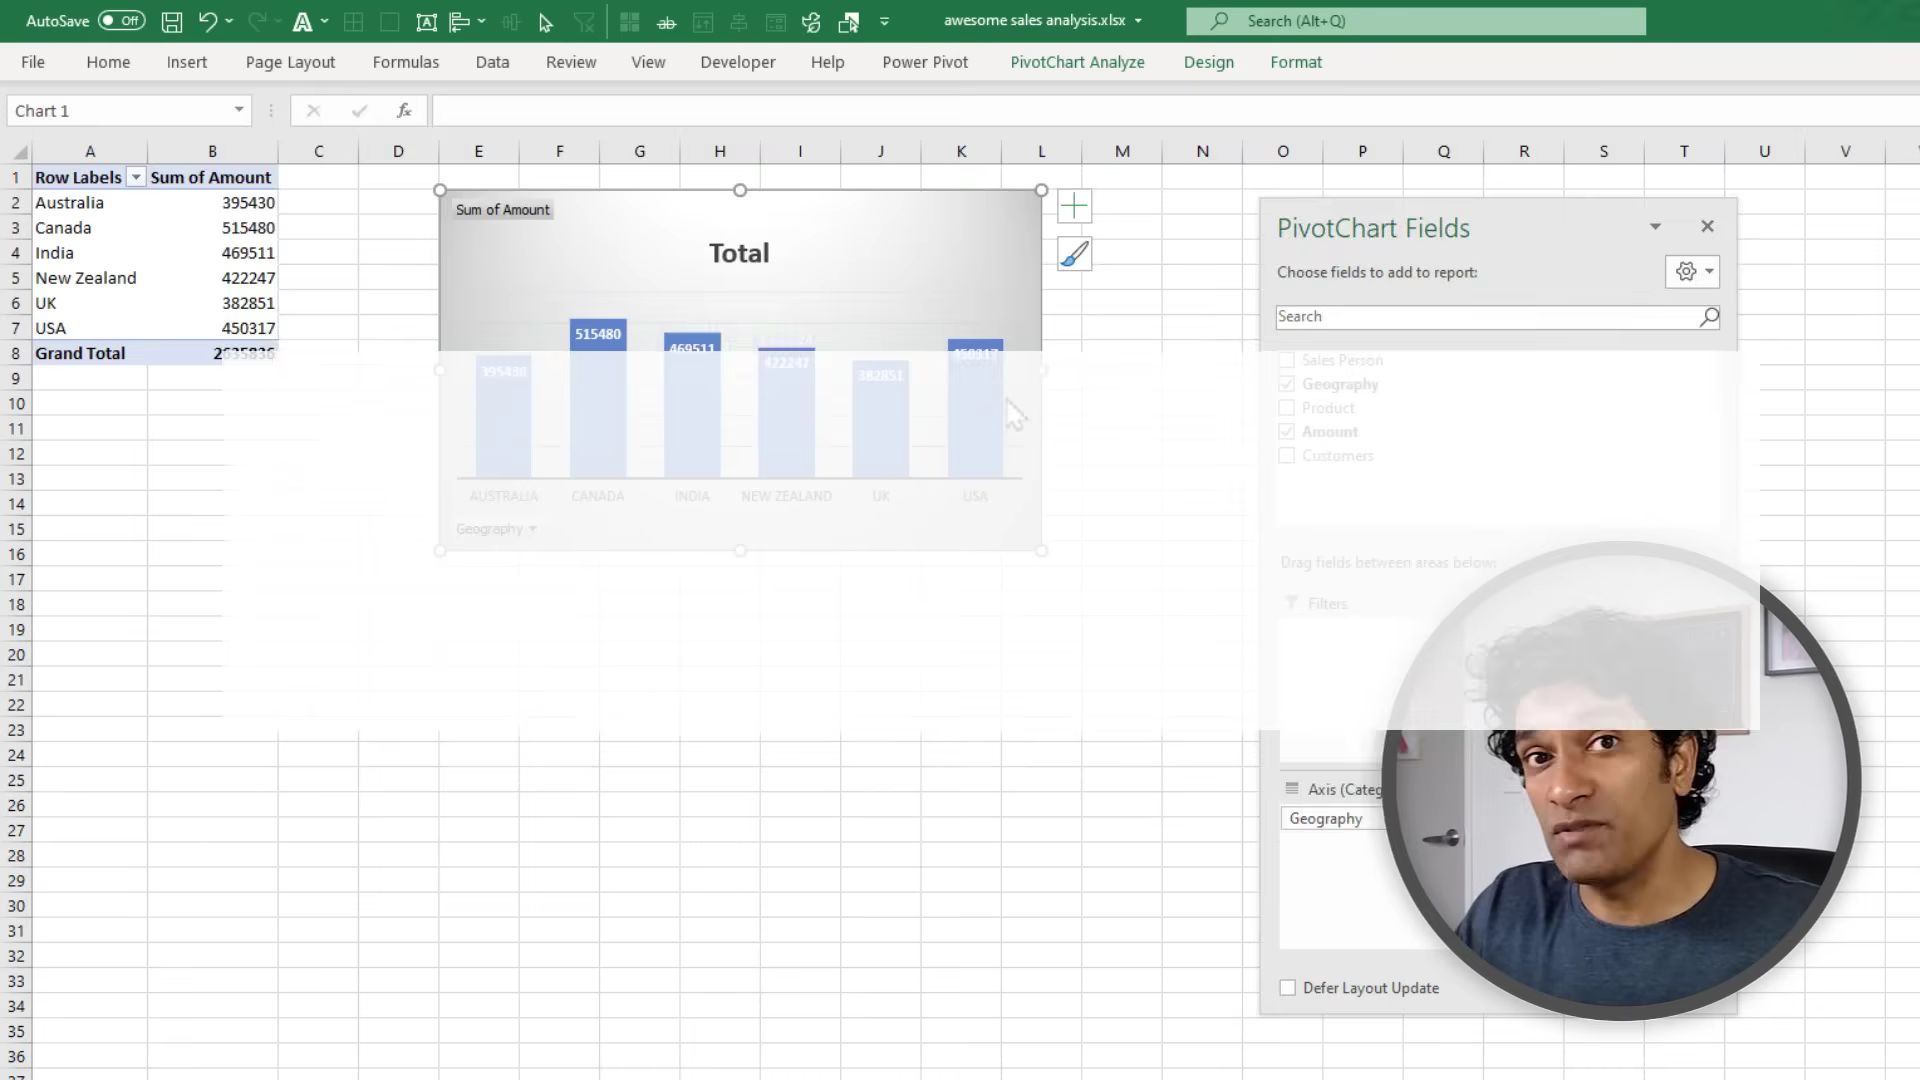 AutoSave Off
awesome sales analysis.xlsx
Search (Alt+Q)
File Home Insert Page Layout Formulas Data Review View Developer Help Power Pivot PivotChart Analyze Design Format
Chart 1 fx
A B C D E F G H I J K L M N O P Q R S T U V
1 Row Labels Sum of Amount
2 Australia 395430
3 Canada 515480
4 India 469511
5 New Zealand 422247
6 UK 382851
7 USA 450317
8 Grand Total 2635836
9
10
11
12
13
14
15
16
17
18
19
20
21
22
23
24
25
26
27
28
29
30
31
32
33
34
35
36
37
Sum of Amount
Total
395430 515480 469511 422247 382851 450317
AUSTRALIA CANADA INDIA NEW ZEALAND UK USA
Geography
PivotChart Fields
Choose fields to add to report:
Search
Sales Person
Geography
Product
Amount
Customers
Drag fields between areas below:
Filters
Axis (Categ
Geography
Defer Layout Update